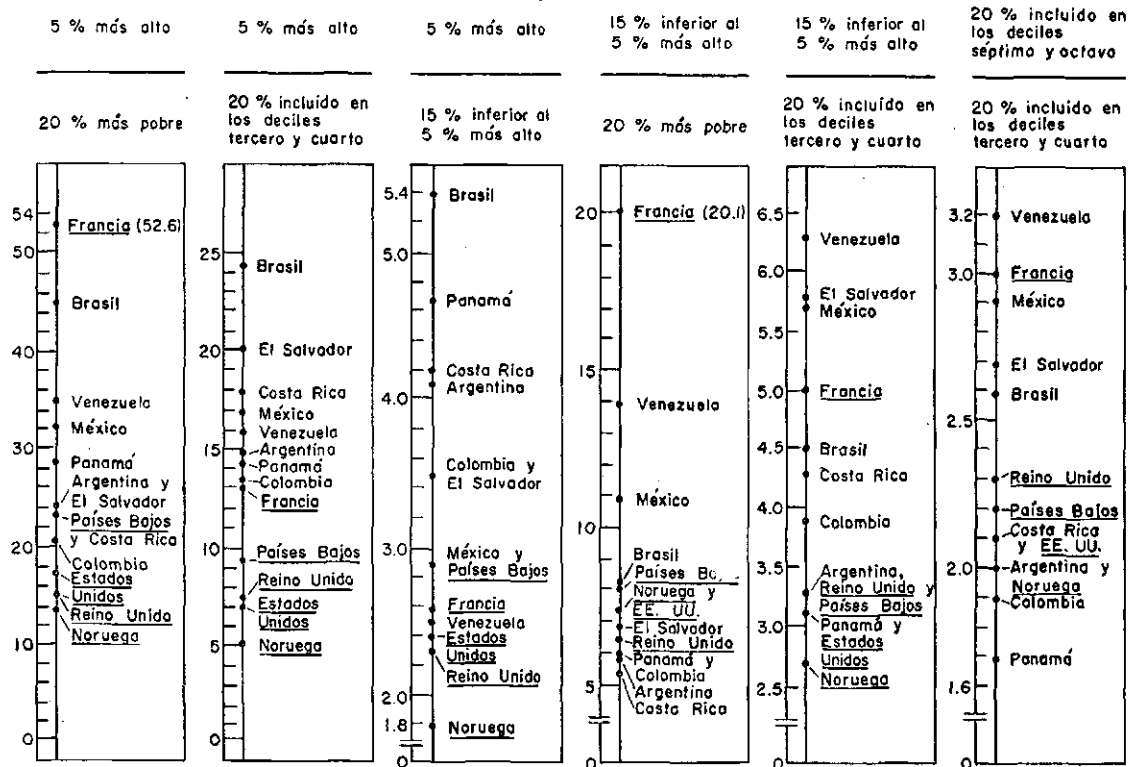 5 % más alto
20 % más pobre
54
50
40
30
20
10
0
Francia (52.6)
Brasil
Venezuela
México
Panamá
Argentina y
El Salvador
Países Bajos
y Costa Rica
Colombia
Estados
Unidos
Reino Unido
Noruega
5 % más alto
20 % incluído en
los deciles
tercero y cuarto
25
20
15
10
5
0
Brasil
El Salvador
Costa Rica
México
Venezuela
Argentina
Panamá
Colombia
Francia
Países Bajos
Reino Unido
Estados
Unidos
Noruega
5 % más alto
15 % inferior al
5 % más alto
5.4
5.0
4.0
3.0
2.0
1.8
0
Brasil
Panamá
Costa Rica
Argentina
Colombia y
El Salvador
México y
Países Bajos
Francia
Venezuela
Estados
Unidos
Reino Unido
Noruega
15 % inferior al
5 % más alto
20 % más pobre
20
15
10
5
0
Francia (20.1)
Venezuela
México
Brasil
Países
Noruega y
EE. UU.
El Salvador
Reino Unido
Panamá y
Colombia
Argentina
Costa Rica
15 % inferior al
5 % más alto
20 % incluído en
los deciles
tercero y cuarto
6.5
6.0
5.5
5.0
4.5
4.0
3.5
3.0
2.5
0
Venezuela
El Salvador
México
Francia
Brasil
Costa Rica
Colombia
Argentina,
Reino Unido y
Países Bajos
Panamá y
Estados
Unidos
Noruega
20 % incluido en
los deciles
séptimo y octavo
20 % incluído en
los deciles
tercero y cuarto
3.2
3.0
2.5
2.0
1.6
0
Venezuela
Francia
México
El Salvador
Brasil
Reino Unido
Países Bajos
Costa Rica
y EE. UU.
Argentina y
Noruega
Colombia
Panamá